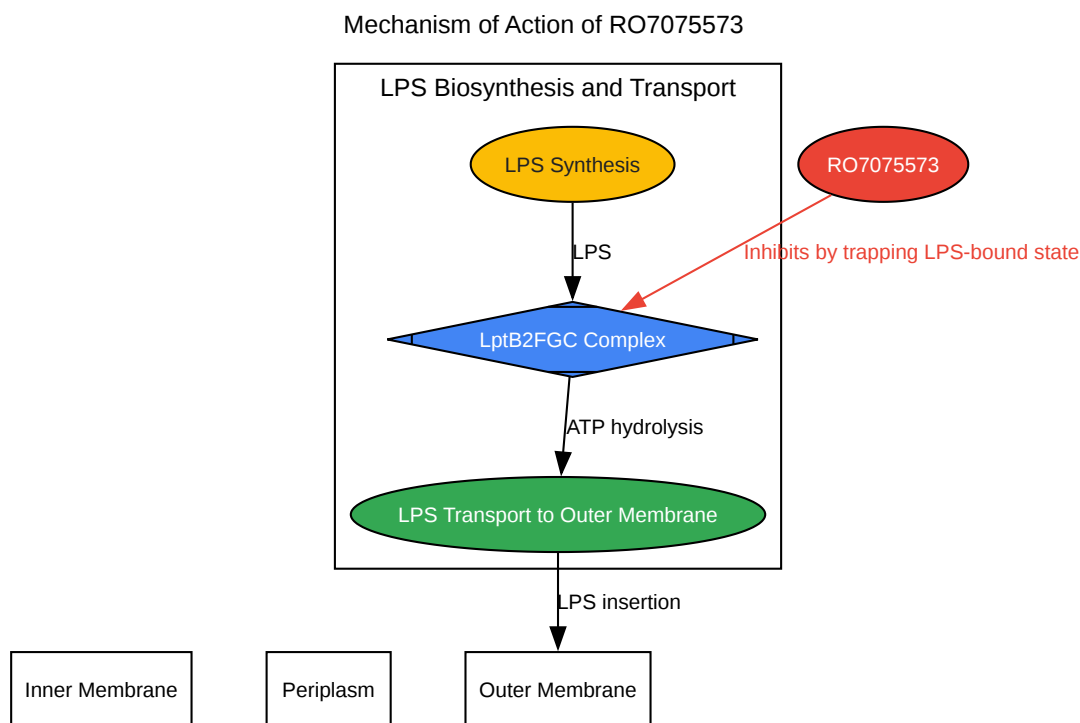 Mechanism of Action of RO7075573
LPS Biosynthesis and Transport
LPS Synthesis
RO7075573
LPS
Inhibits by trapping LPS-bound state
LptB2FGC Complex
ATP hydrolysis
LPS Transport to Outer Membrane
LPS insertion
Inner Membrane
Periplasm
Outer Membrane